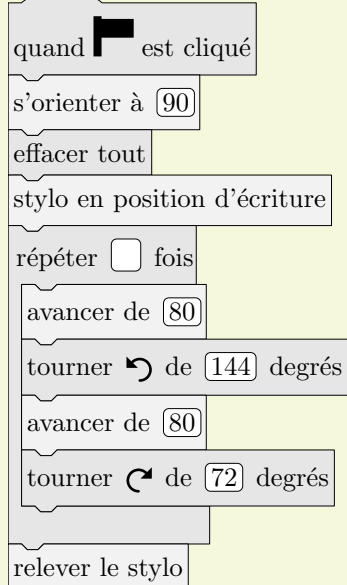 quand est cliqué
s'orienter à 90
effacer tout
stylo en position d'écriture
répéter fois
avancer de 80
tourner de 144 degrés
avancer de 80
tourner de 72 degrés
relever le stylo